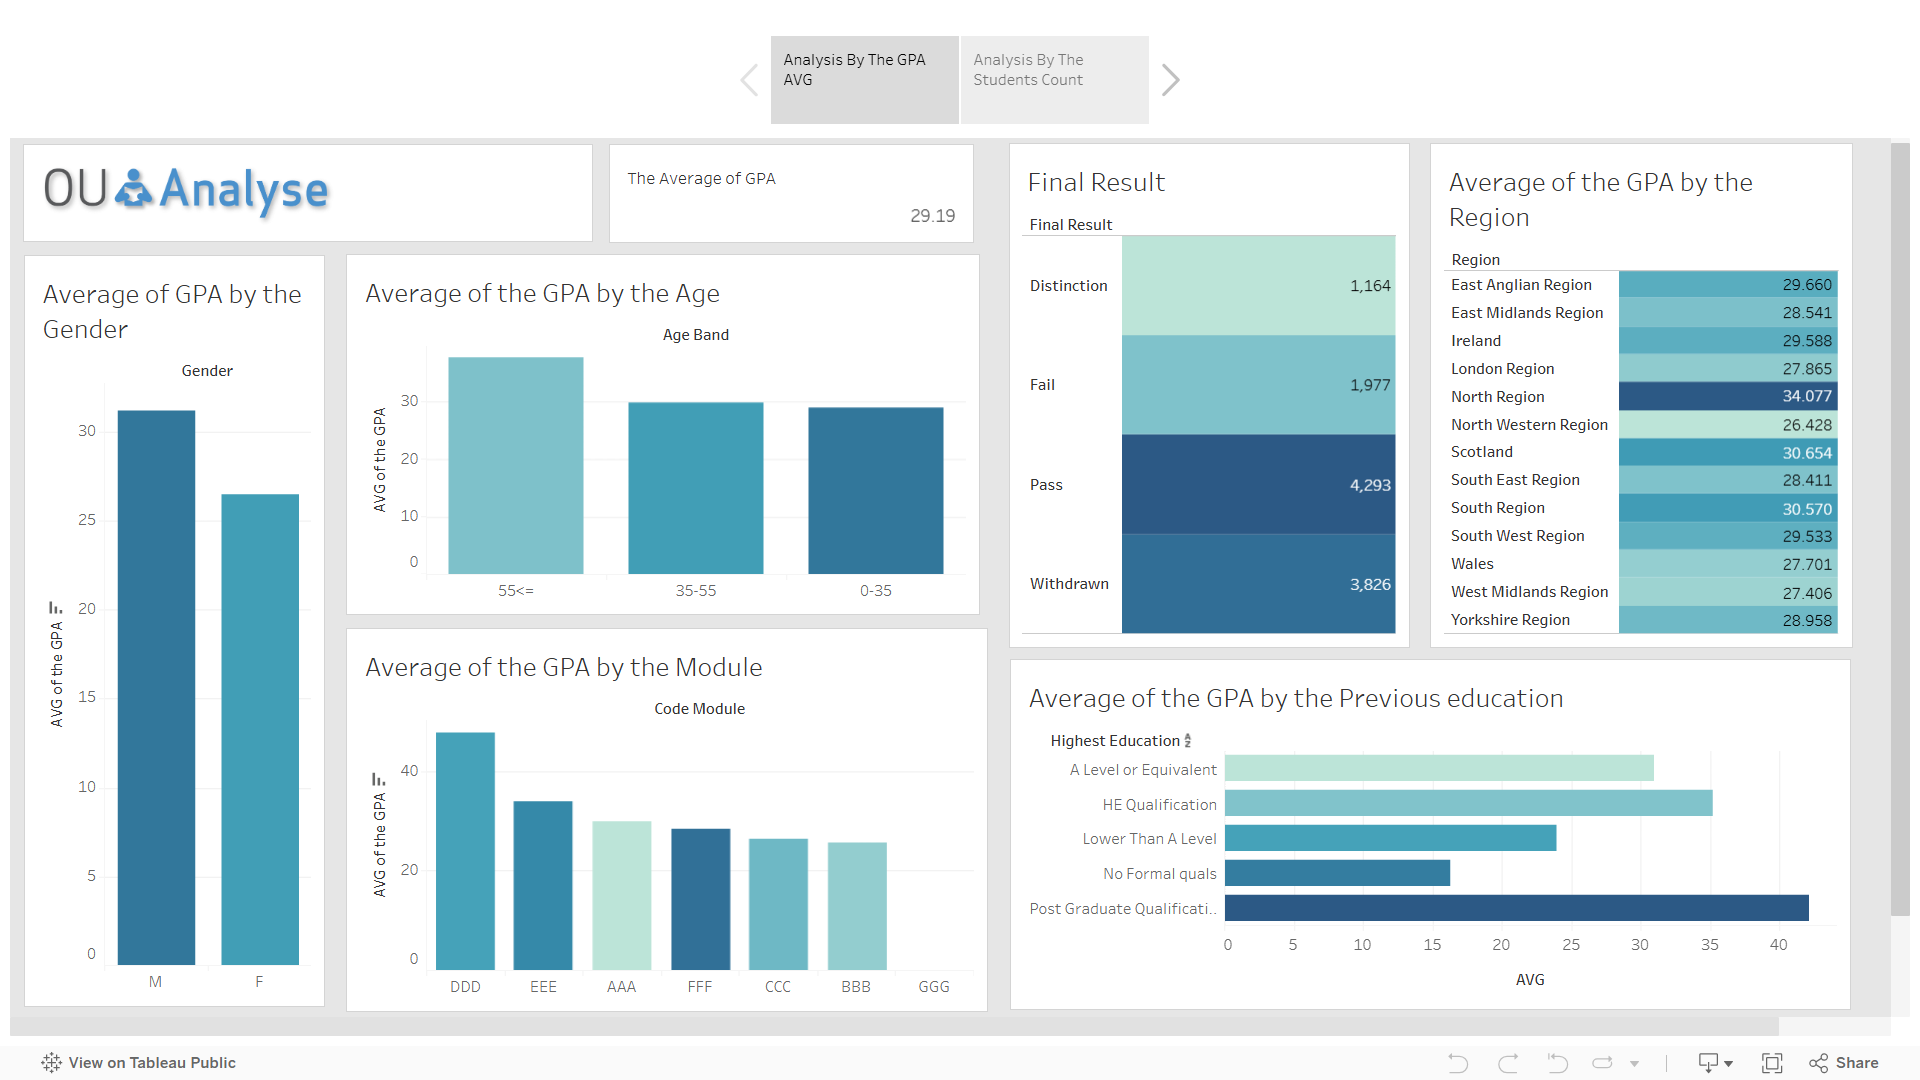 Analysis By The GPA
AVG
Analysis By The
Students Count
OU Analyse
The Average of GPA
29.19
Average of GPA by the
Gender
Gender
AVG of the GPA
30
25
20
15
10
5
0
M
F
Average of the GPA by the Age
Age Band
AVG of the GPA
30
20
10
0
55<=
35-55
0-35
Average of the GPA by the Module
Code Module
AVG of the GPA
40
20
0
DDD
EEE
AAA
FFF
CCC
BBB
GGG
Final Result
Final Result
Distinction 1,164
Fail 1,977
Pass 4,293
Withdrawn 3,826
Average of the GPA by the
Region
Region
East Anglian Region 29.660
East Midlands Region 28.541
Ireland 29.588
London Region 27.865
North Region 34.077
North Western Region 26.428
Scotland 30.654
South East Region 28.411
South Region 30.570
South West Region 29.533
Wales 27.701
West Midlands Region 27.406
Yorkshire Region 28.958
Average of the GPA by the Previous education
Highest Education
A Level or Equivalent
HE Qualification
Lower Than A Level
No Formal quals
Post Graduate Qualificati..
0 5 10 15 20 25 30 35 40
AVG
View on Tableau Public
Share